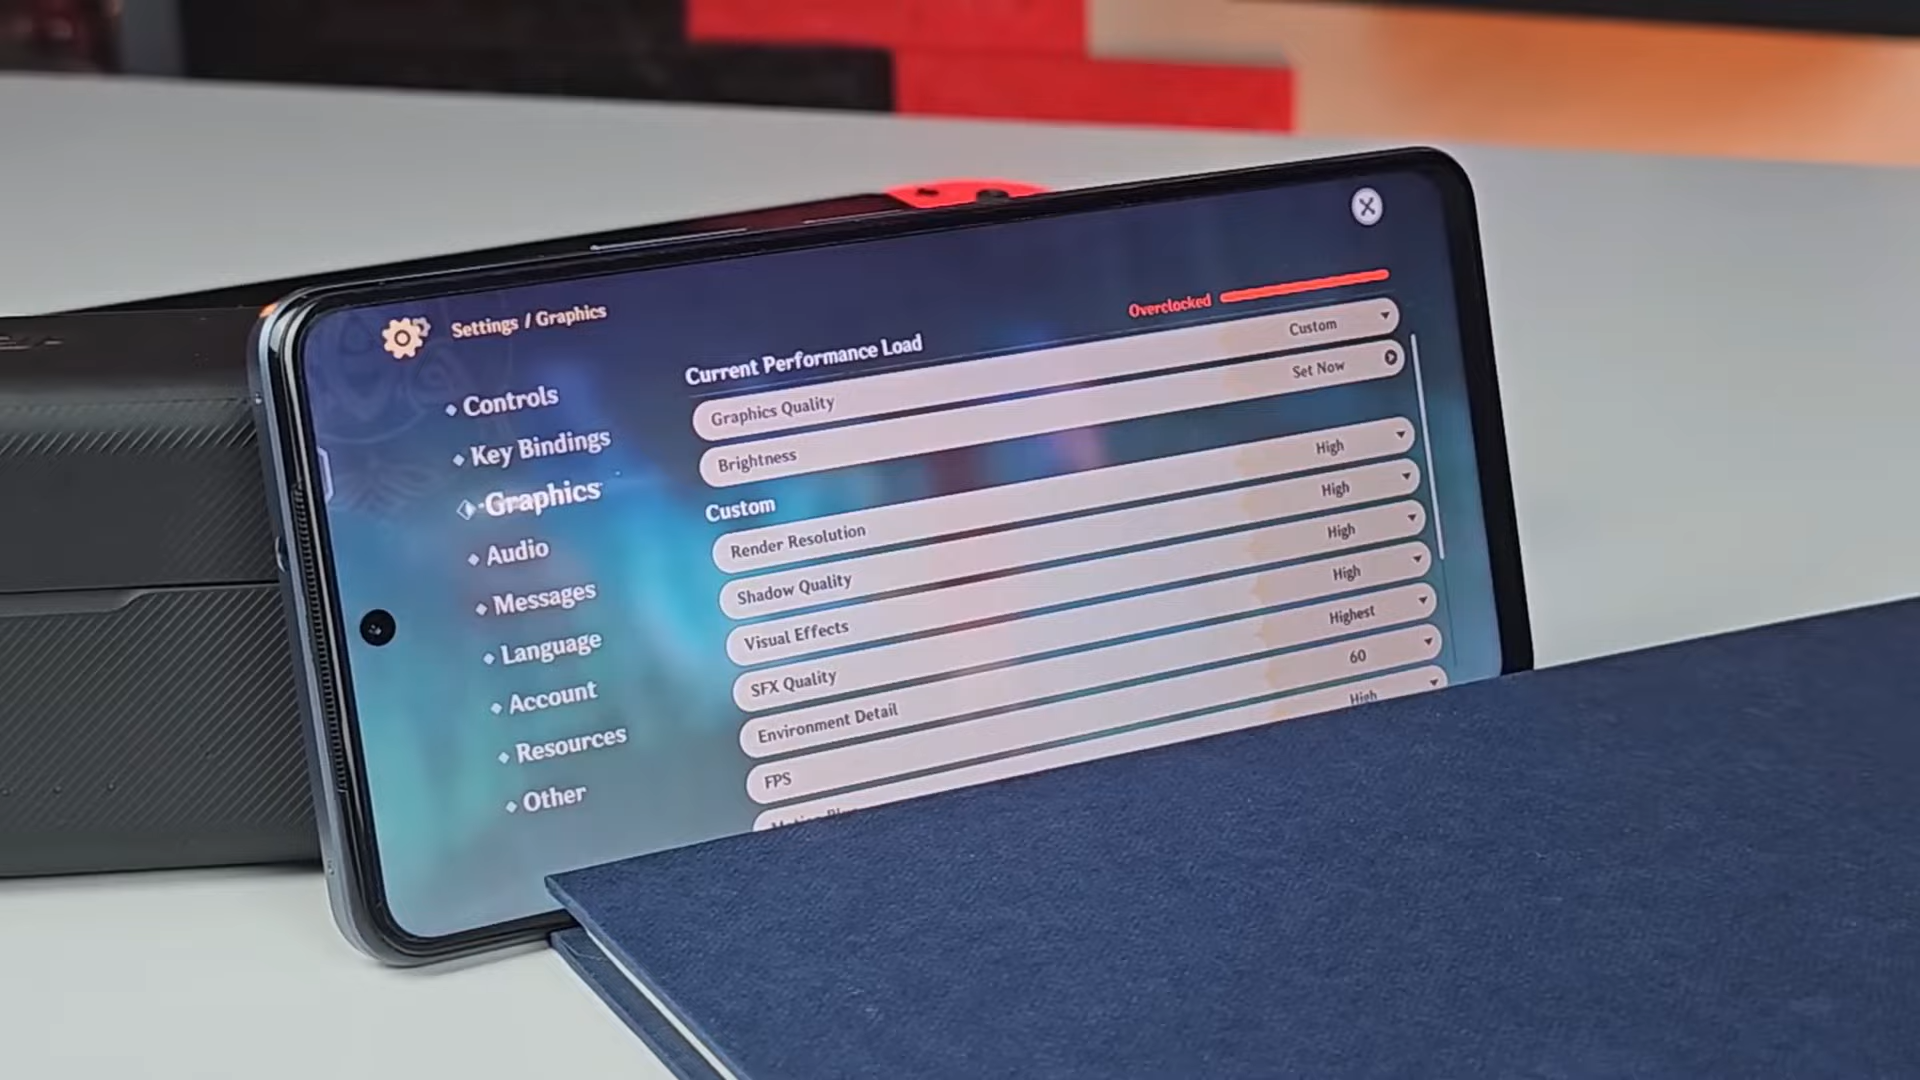 Settings / Graphics
Controls
Key Bindings
Graphics
Audio
Messages
Language
Account
Resources
Other
Current Performance Load
Overclocked
Graphics Quality Custom
Brightness Set Now
Custom
Render Resolution High
Shadow Quality High
Visual Effects High
SFX Quality High
Environment Detail Highest
FPS 60
High